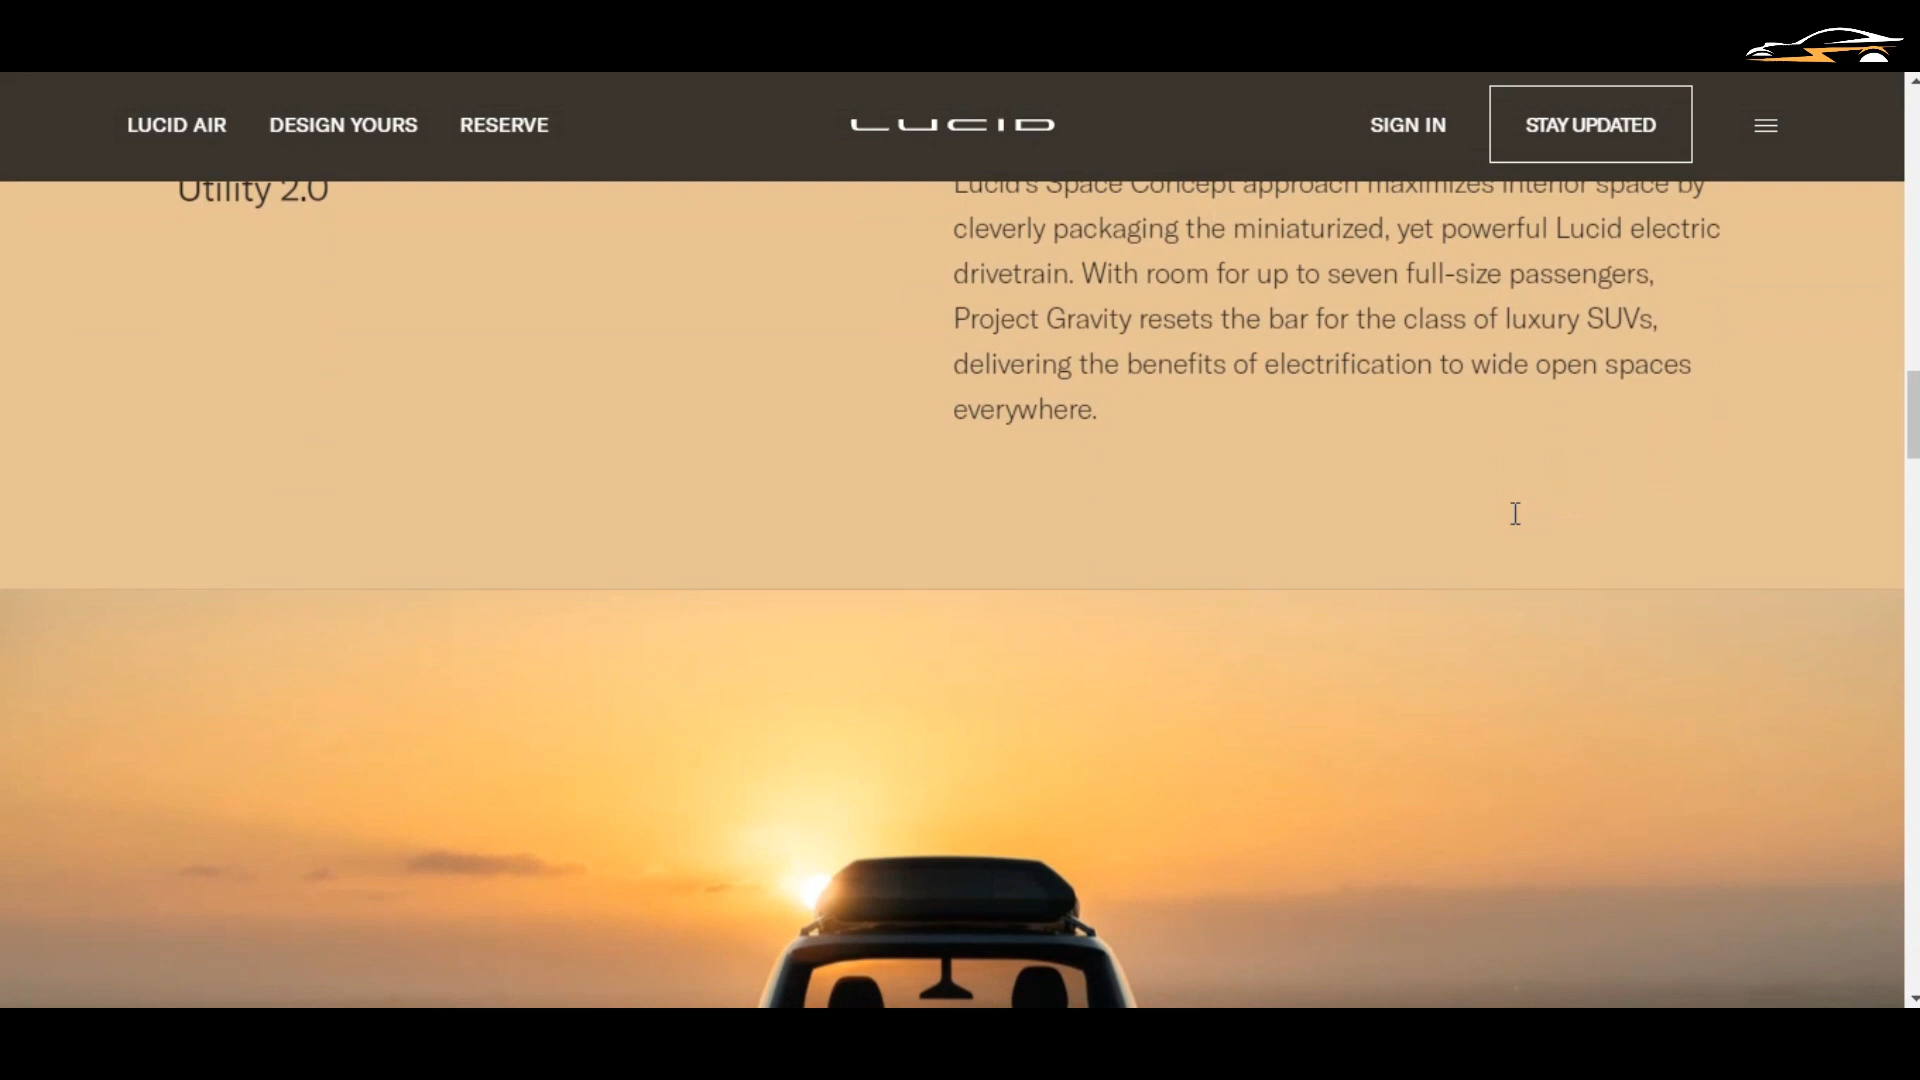 LUCID AIR DESIGN YOURS RESERVE LUCID SIGN IN STAY UPDATED
Utility 2.0
Lucid's Space Concept approach maximizes interior space by
cleverly packaging the miniaturized, yet powerful Lucid electric
drivetrain. With room for up to seven full-size passengers,
Project Gravity resets the bar for the class of luxury SUVs,
delivering the benefits of electrification to wide open spaces
everywhere.